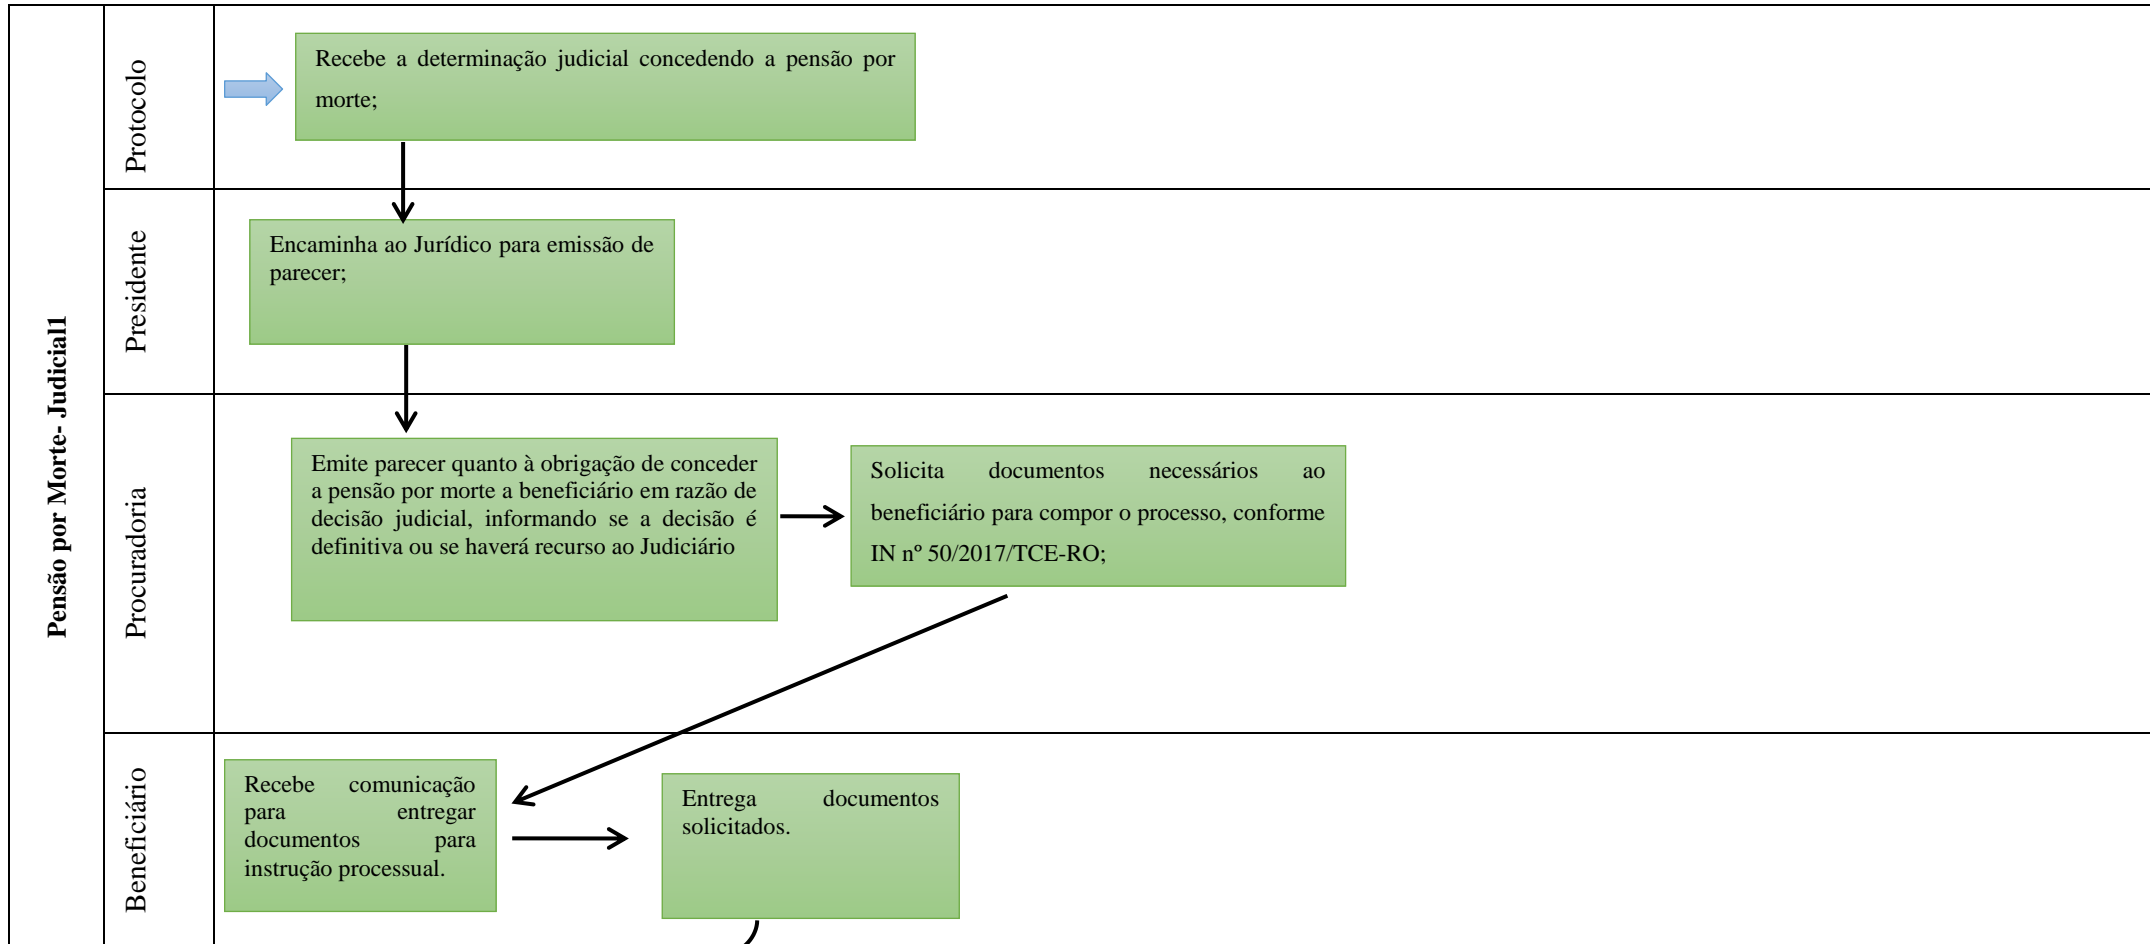 Pensão por Morte- Judicial1
Protocolo
Recebe a determinação judicial concedendo a pensão por
morte;
Presidente
Encaminha ao Jurídico para emissão de
parecer;
Procuradoria
Emite parecer quanto à obrigação de conceder
a pensão por morte a beneficiário em razão de
decisão judicial, informando se a decisão é
definitiva ou se haverá recurso ao Judiciário
Solicita documentos necessários ao
beneficiário para compor o processo, conforme
IN nº 50/2017/TCE-RO;
Beneficiário
Recebe comunicação
para entregar
documentos para
instrução processual.
Entrega documentos
solicitados.